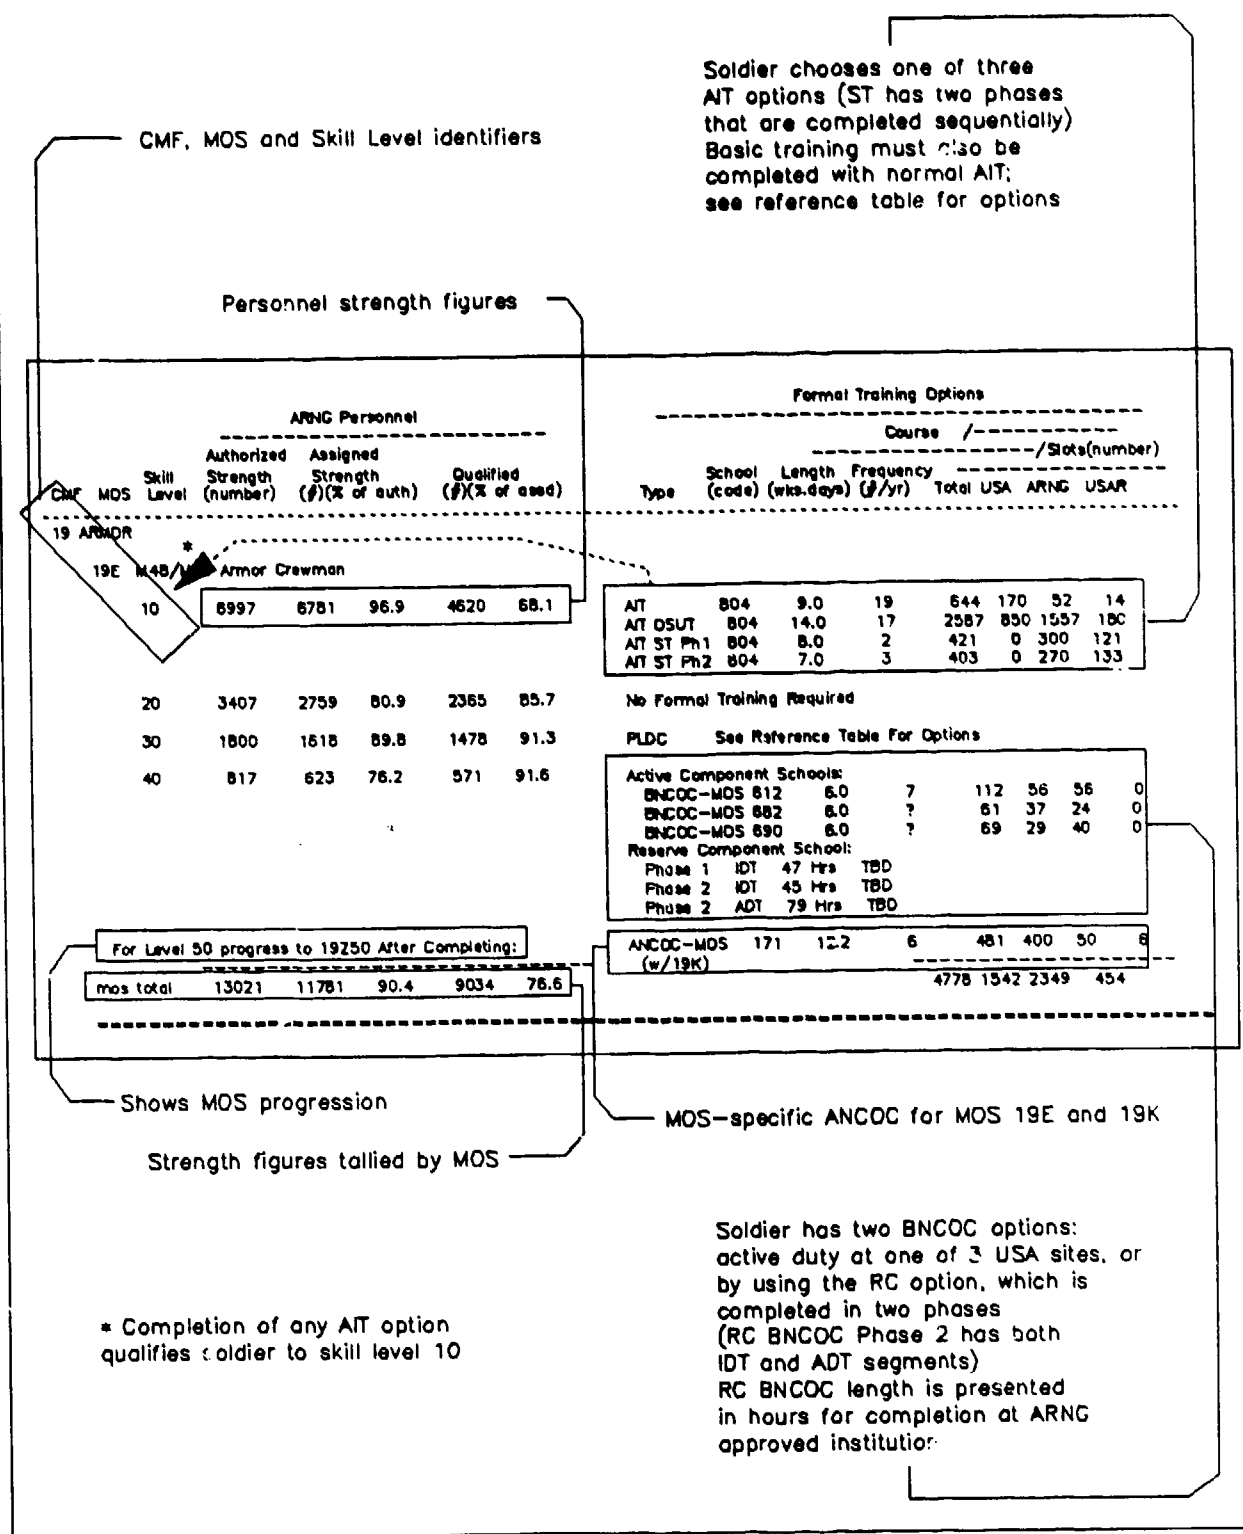 Soldier chooses one of three
AIT options (ST has two phases
that are completed sequentially)
Basic training must also be
completed with normal AIT;
see reference table for options
CMF, MOS and Skill Level identifiers
Personnel strength figures
Formal Training Options
ARNG Personnel
Course /
/Slots(number)
Authorized Assigned
Skill Strength Strength Qualified School Length Frequency
CMF MOS Level (number) (#)(% of auth) (#)(% of assd) Type (code) (wks.days) (#/yr) Total USA ARNG USAR
19 ARMOR
*
19E M48/ Armor Crewman
10 6997 6781 96.9 4620 68.1 AIT 804 9.0 19 644 170 52 14
AIT OSUT 804 14.0 17 2587 850 1557 180
AIT ST Ph1 804 8.0 2 421 0 300 121
AIT ST Ph2 804 7.0 3 403 0 270 133
20 3407 2759 80.9 2365 85.7 No Formal Training Required
30 1800 1618 89.8 1478 91.3 PLDC See Reference Table For Options
40 817 623 76.2 571 91.6 Active Component Schools:
BNCOC-MOS 612 6.0 ? 112 56 56 0
BNCOC-MOS 682 6.0 ? 61 37 24 0
BNCOC-MOS 690 6.0 ? 69 29 40 0
Reserve Component School:
Phase 1 IDT 47 Hrs TBD
Phase 2 IDT 45 Hrs TBD
Phase 2 ADT 79 Hrs TBD
For Level 50 progress to 19Z50 After Completing: ANCOC-MOS 171 12.2 6 481 400 50 6
(w/19K)
mos total 13021 11781 90.4 9034 76.6 4778 1542 2349 454
Shows MOS progression
MOS-specific ANCOC for MOS 19E and 19K
Strength figures tallied by MOS
Soldier has two BNCOC options:
active duty at one of 3 USA sites, or
by using the RC option, which is
completed in two phases
(RC BNCOC Phase 2 has both
IDT and ADT segments)
RC BNCOC length is presented
in hours for completion at ARNG
approved institution
* Completion of any AIT option
qualifies soldier to skill level 10